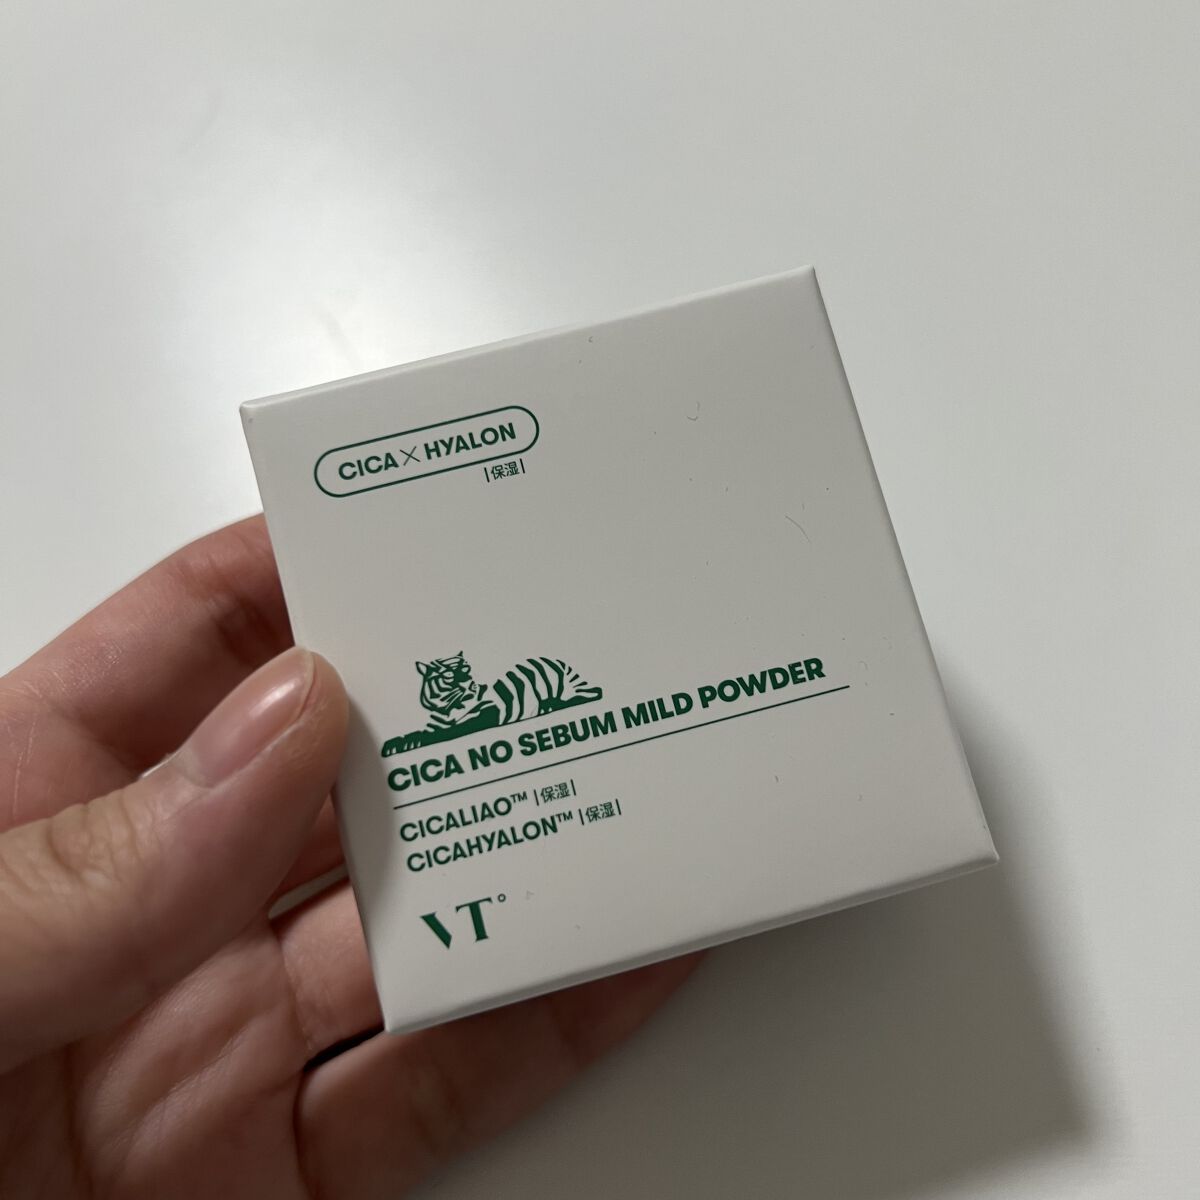 CICA×HYALON
|保湿|
CICA NO SEBUM MILD POWDER
CICALIAO™ |保湿|
CICAHYALON™ |保湿|
VT°